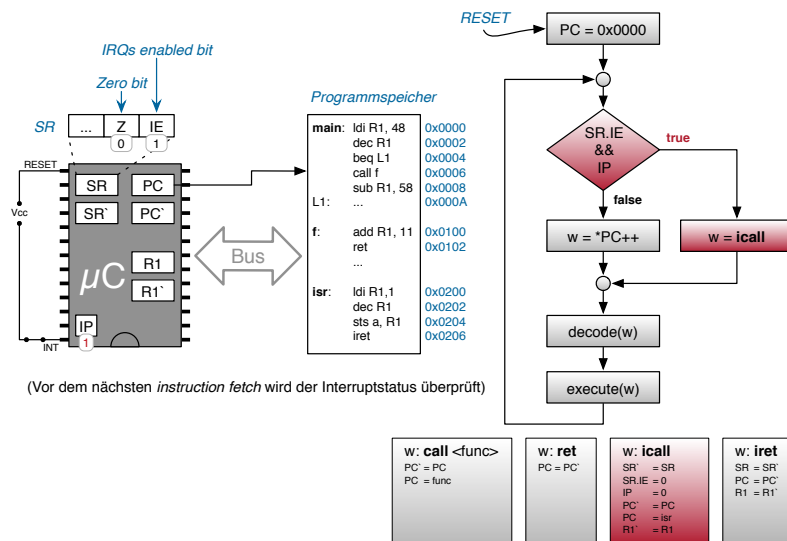 IRQs enabled bit
Zero bit
SR
... Z IE
0 1
RESET
Vcc
INT
SR PC
SR` PC`
R1
R1`
µC
IP
1
Bus
Programmspeicher
main: ldi R1, 48 0x0000
dec R1 0x0002
beq L1 0x0004
call f 0x0006
sub R1, 58 0x0008
L1: ... 0x000A
f: add R1, 11 0x0100
ret 0x0102
...
isr: ldi R1,1 0x0200
dec R1 0x0202
sts a, R1 0x0204
iret 0x0206
(Vor dem nächsten instruction fetch wird der Interruptstatus überprüft)
RESET
PC = 0x0000
SR.IE
&&
IP
true
false
w = *PC++
w = icall
decode(w)
execute(w)
w: call <func>
PC` = PC
PC = func
w: ret
PC = PC`
w: icall
SR` = SR
SR.IE = 0
IP = 0
PC` = PC
PC = isr
R1` = R1
w: iret
SR = SR`
PC = PC`
R1 = R1`